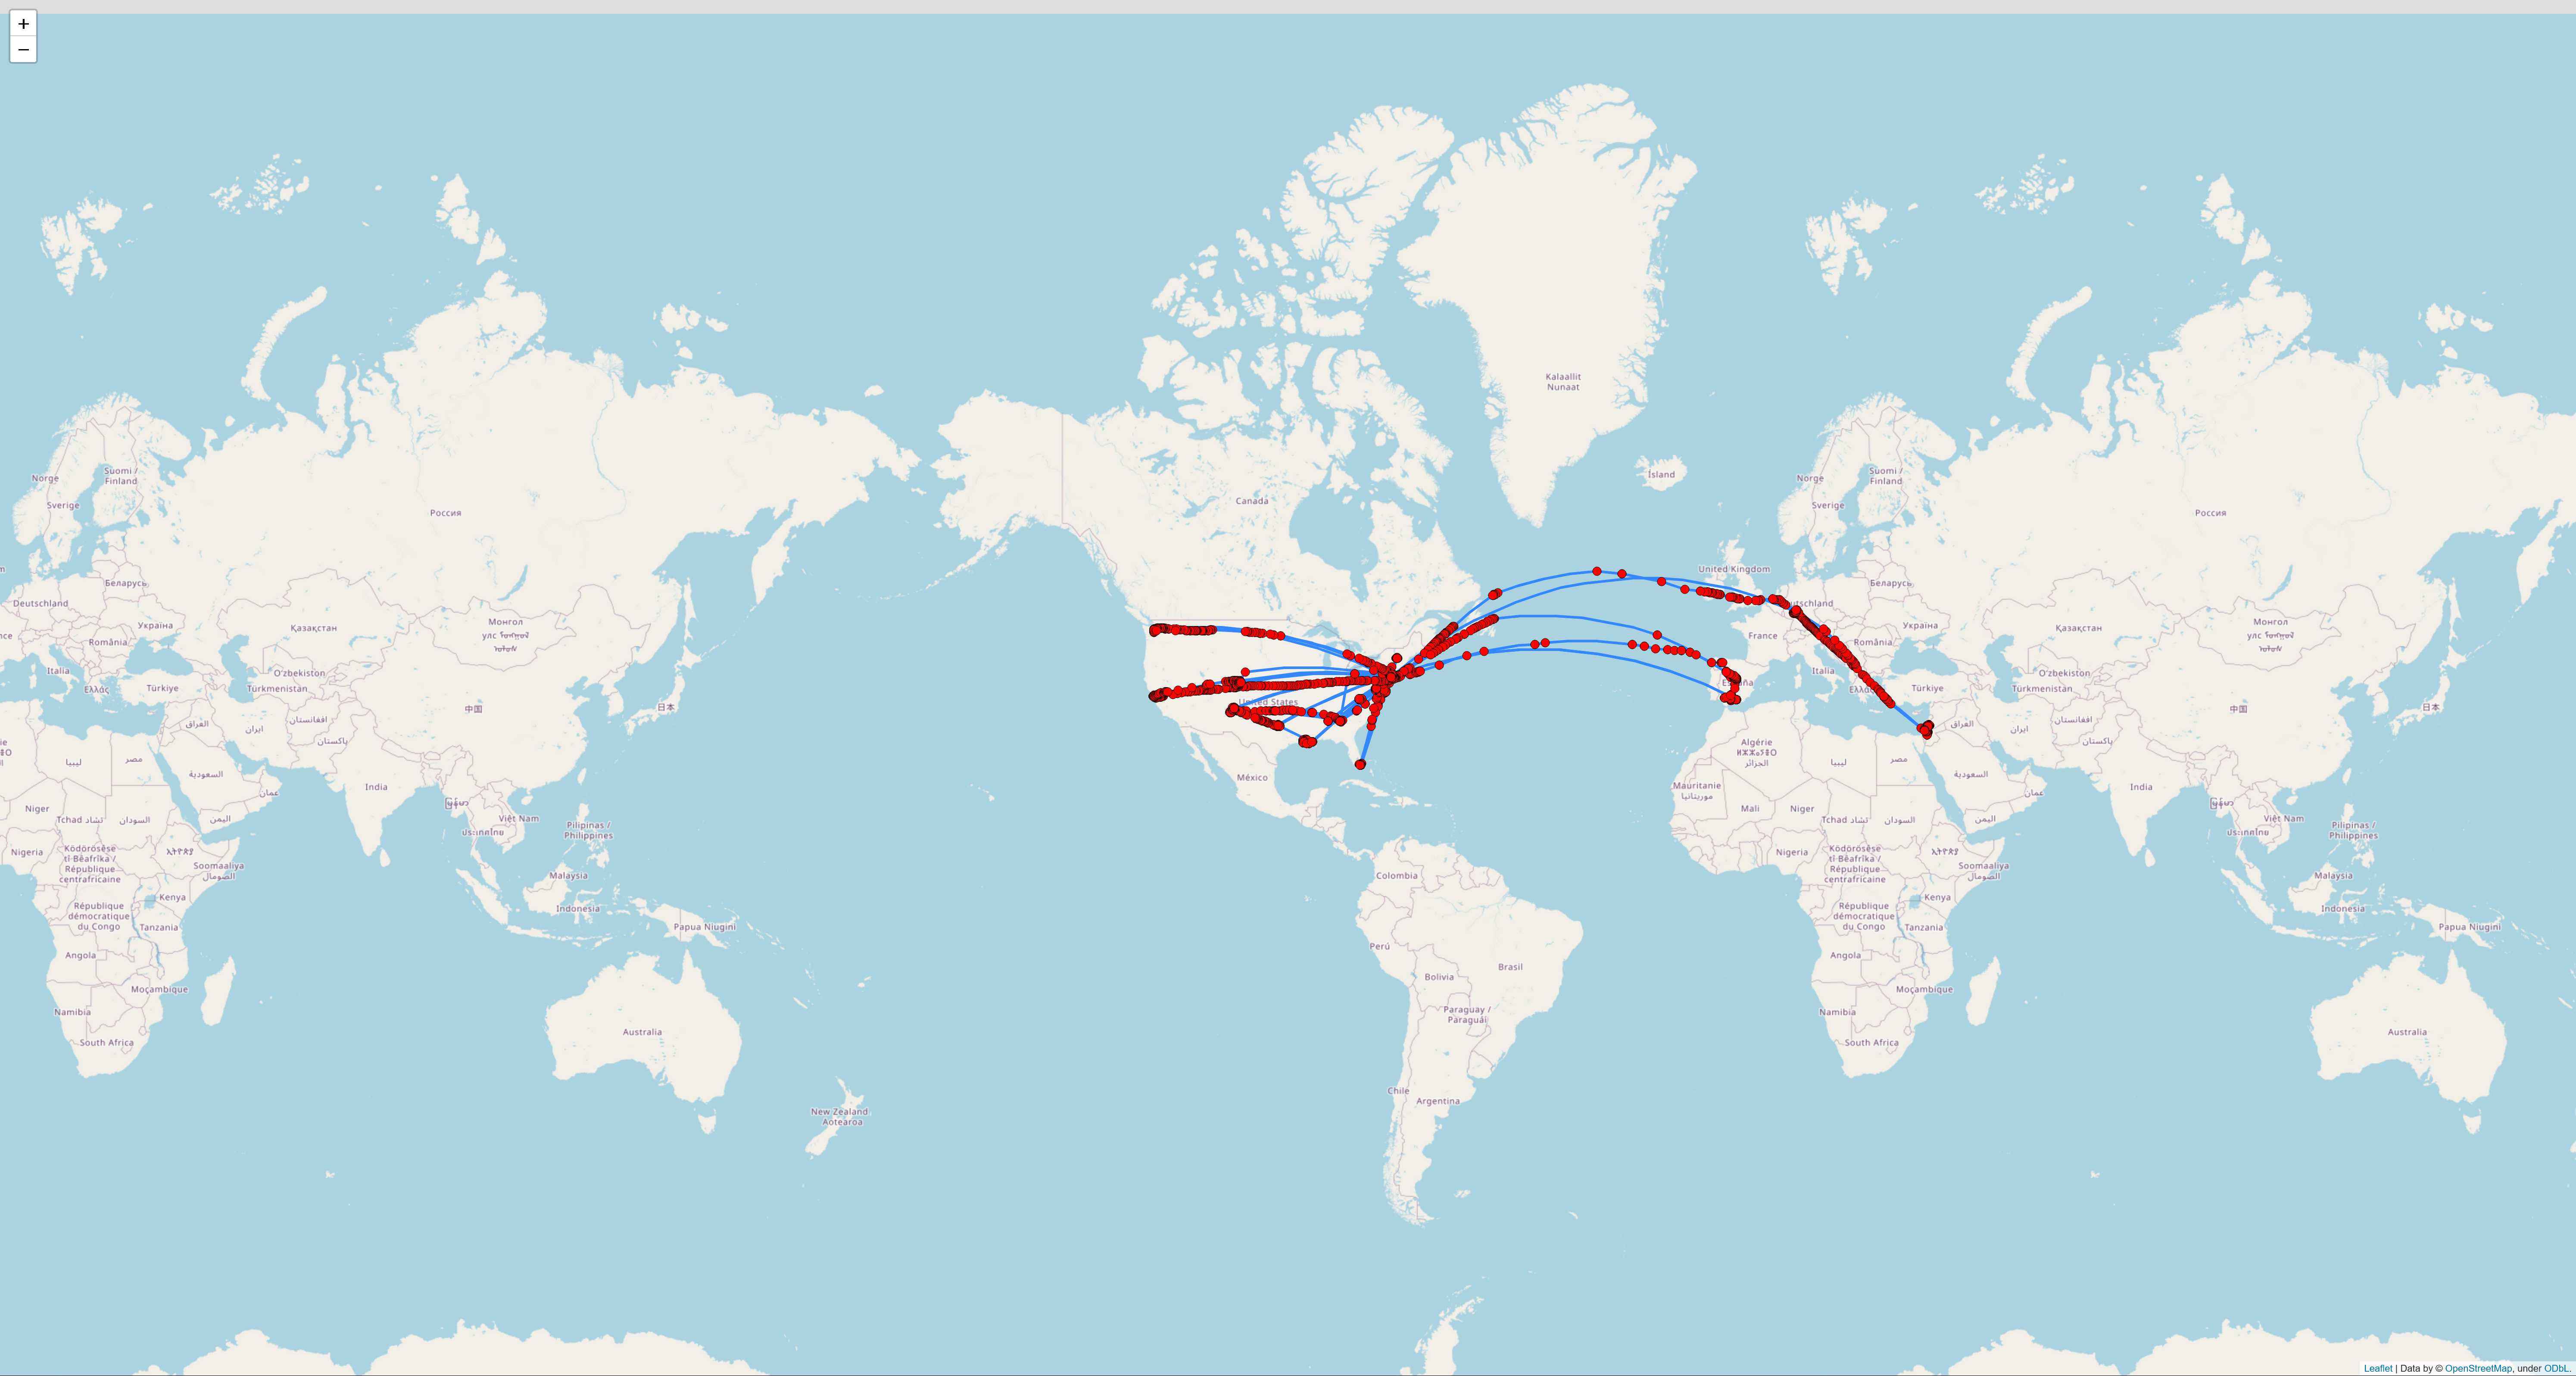 +
−
Kalaallit
Nunaat
Norge
Suomi /
Finland
Sverige
Ísland
Norge
Suomi /
Finland
Sverige
Canada
Россия
Россия
United Kingdom
Беларусь
Deutschland
Україна
Қазақстан
Монгол
улс
România
Italia
Ελλάς
Türkiye
O'zbekiston
Türkmenistan
中国
日本
العراق
افغانستان
ایران
پاکستان
ليبيا
مصر
السعودية
عمان
India
Niger
Tchad تشاد
السودان
اليمن
Việt Nam
Pilipinas /
Philippines
Nigeria
Ködörösêse
tî Bêafrîka /
République
centrafricaine
ኢትዮጵያ
Soomaaliya
الصومال
Malaysia
Kenya
Indonesia
République
démocratique
du Congo
Tanzania
Papua Niugini
Angola
Moçambique
Namibia
South Africa
Australia
New Zealand
Aotearoa
United States
México
Colombia
Perú
Brasil
Bolivia
Paraguay /
Paraguái
Chile
Argentina
Беларусь
France
România
Україна
Italia
Türkiye
Қазақстан
Монгол
улс
O'zbekiston
Türkmenistan
中国
日本
Algérie
ⵍⵣⵣⴰⵢⴻⵔ
الجزائر
ليبيا
مصر
العراق
ایران
افغانستان
پاکستان
السعودية
عمان
India
Mauritanie
موريتانيا
Mali
Niger
Tchad تشاد
السودان
اليمن
Việt Nam
Pilipinas /
Philippines
Nigeria
Ködörösêse
tî Bêafrîka /
République
centrafricaine
ኢትዮጵያ
Soomaaliya
الصومال
Malaysia
Kenya
Indonesia
République
démocratique
du Congo
Tanzania
Papua Niugini
Angola
Moçambique
Namibia
South Africa
Australia
Leaflet | Data by © OpenStreetMap, under ODbL.